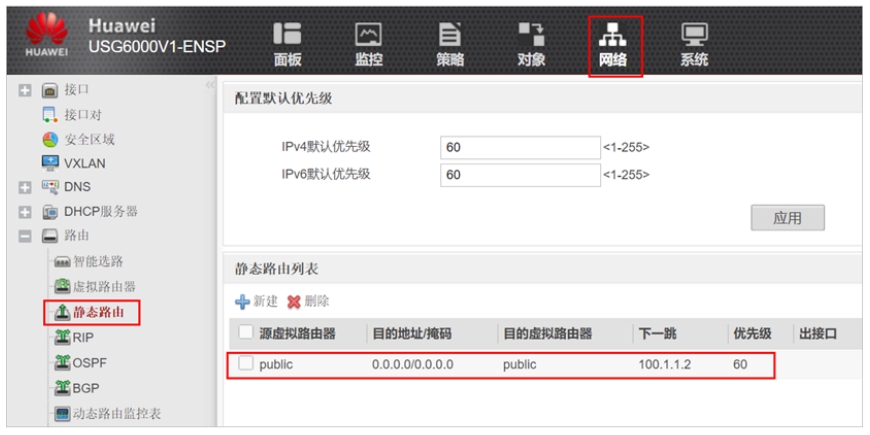 HUAWEI
Huawei
USG6000V1-ENSP
面板
监控
策略
对象
网络
系统
接口
接口对
安全区域
VXLAN
DNS
DHCP服务器
路由
智能选路
虚拟路由器
静态路由
RIP
OSPF
BGP
动态路由监控表
配置默认优先级
IPv4默认优先级 60 <1-255>
IPv6默认优先级 60 <1-255>
应用
静态路由列表
新建 删除
源虚拟路由器 目的地址/掩码 目的虚拟路由器 下一跳 优先级 出接口
public 0.0.0.0/0.0.0.0 public 100.1.1.2 60